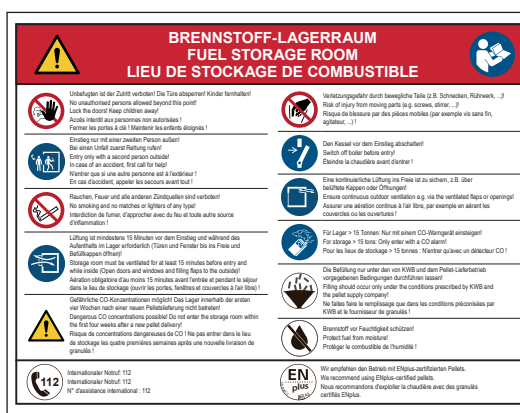 BRENNSTOFF-LAGERRAUM
FUEL STORAGE ROOM
LIEU DE STOCKAGE DE COMBUSTIBLE
Unbefugten ist der Zutritt verboten! Die Türe absperren! Kinder fernhalten!
No unauthorised persons allowed beyond this point!
Lock the doors! Keep children away!
Accès interdit aux personnes non autorisées !
Fermer les portes à clé ! Maintenir les enfants éloignés !
Einstieg nur mit einer zweiten Person außen!
Bei einen Unfall zuerst Rettung rufen!
Entry only with a second person outside!
In case of an accident, first call for help!
N'entrer que si une autre personne est à l'extérieur !
En cas d'accident, appeler les secours avant tout !
Rauchen, Feuer und alle anderen Zündquellen sind verboten!
No smoking and no matches or lighters of any type!
Interdiction de fumer, d'approcher du feu et toute autre source
d'inflammation !
Lüftung ist mindestens 15 Minuten vor dem Einstieg und während des
Aufenthalts im Lager erforderlich (Türen und Fenster bis ins Freie und
Befüllkappen öffnen)!
Storage room must be ventilated for at least 15 minutes before entry and
while inside (Open doors and windows and filling flaps to the outside)!
Aération obligatoire d'au moins 15 minutes avant l'entrée et pendant le séjour
dans le lieu de stockage (ouvrir les portes, fenêtres et couvercles à l'air libre) !
Gefährliche CO-Konzentrationen möglich! Das Lager innerhalb der ersten
vier Wochen nach einer neuen Pelletslieferung nicht betreten!
Dangerous CO concentrations possible! Do not enter the storage room within
the first four weeks after a new pellet delivery!
Risque de concentrations dangereuses de CO ! Ne pas entrer dans le lieu
de stockage les quatre premières semaines après une nouvelle livraison de
granulés !
112
Internationaler Notruf: 112
Internationaler Notruf: 112
N° d'assistance international : 112
Verletzungsgefahr durch bewegliche Teile (z.B. Schnecken, Rührwerk, ...)!
Risk of injury from moving parts (e.g. screws, stirrer, ...)!
Risque de blessure par des pièces mobiles (par exemple vis sans fin,
agitateur, ...) !
Den Kessel vor dem Einstieg abschalten!
Switch off boiler before entry!
Éteindre la chaudière avant d'entrer !
Eine kontinuierliche Lüftung ins Freie ist zu sichern, z.B. über
belüftete Kappen oder Öffnungen!
Ensure continuous outdoor ventilation e.g. via the ventilated flaps or openings!
Assurer une aération continue à l'air libre, par exemple en aérant les
couvercles ou les ouvertures !
Für Lager > 15 Tonnen: Nur mit einem CO-Warngerät einsteigen!
For storage > 15 tons: Only enter with a CO alarm!
Pour les lieux de stockage > 15 tonnes : N'entrer qu'avec un détecteur CO !
Die Befüllung nur unter den von KWB und dem Pellet-Lieferbetrieb
vorgegebenen Bedingungen durchführen lassen!
Filling should occur only under the conditions prescribed by KWB and
the pellet supply company!
Ne faites faire le remplissage que dans les conditions préconisées par
KWB et le fournisseur de granulés !
Brennstoff vor Feuchtigkeit schützen!
Protect fuel from moisture!
Protéger le combustible de l'humidité !
EN
plus
Wir empfehlen den Betrieb mit ENplus-zertifizierten Pellets.
We recommend using ENplus-certified pellets.
Nous recommandons d'exploiter la chaudière avec des granulés
certifiés ENplus.